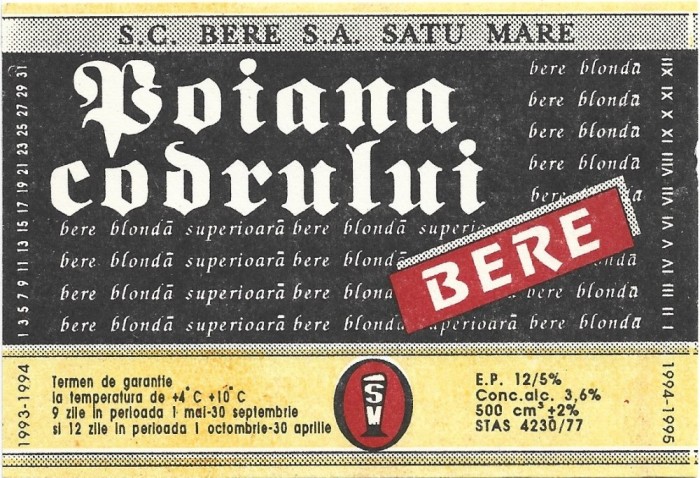 S.C. BERE S.A. SATU MARE
1 3 5 7 9 11 13 15 17 19 21 23 25 27 29 31
Poiana
codrului
bere blondă
bere blondă
bere blondă
bere blondă
bere
bere blondă superioară bere blondă
bere blondă superioară bere blondă
bere blondă superioară bere blondă bere blondă
bere blondă superioară bere blondă superioară bere blondă
BERE
I II III IV V VI VII VIII IX X XI XII
1993-1994
Termen de garantie
la temperatura de +4°C +10°C
9 zile in perioada 1 mai-30 septembrie
si 12 zile in perioada 1 octombrie-30 aprilie
SM
E.P. 12/5%
Conc.alc. 3,6%
500 cm³±2%
STAS 4230/77
1994-1995